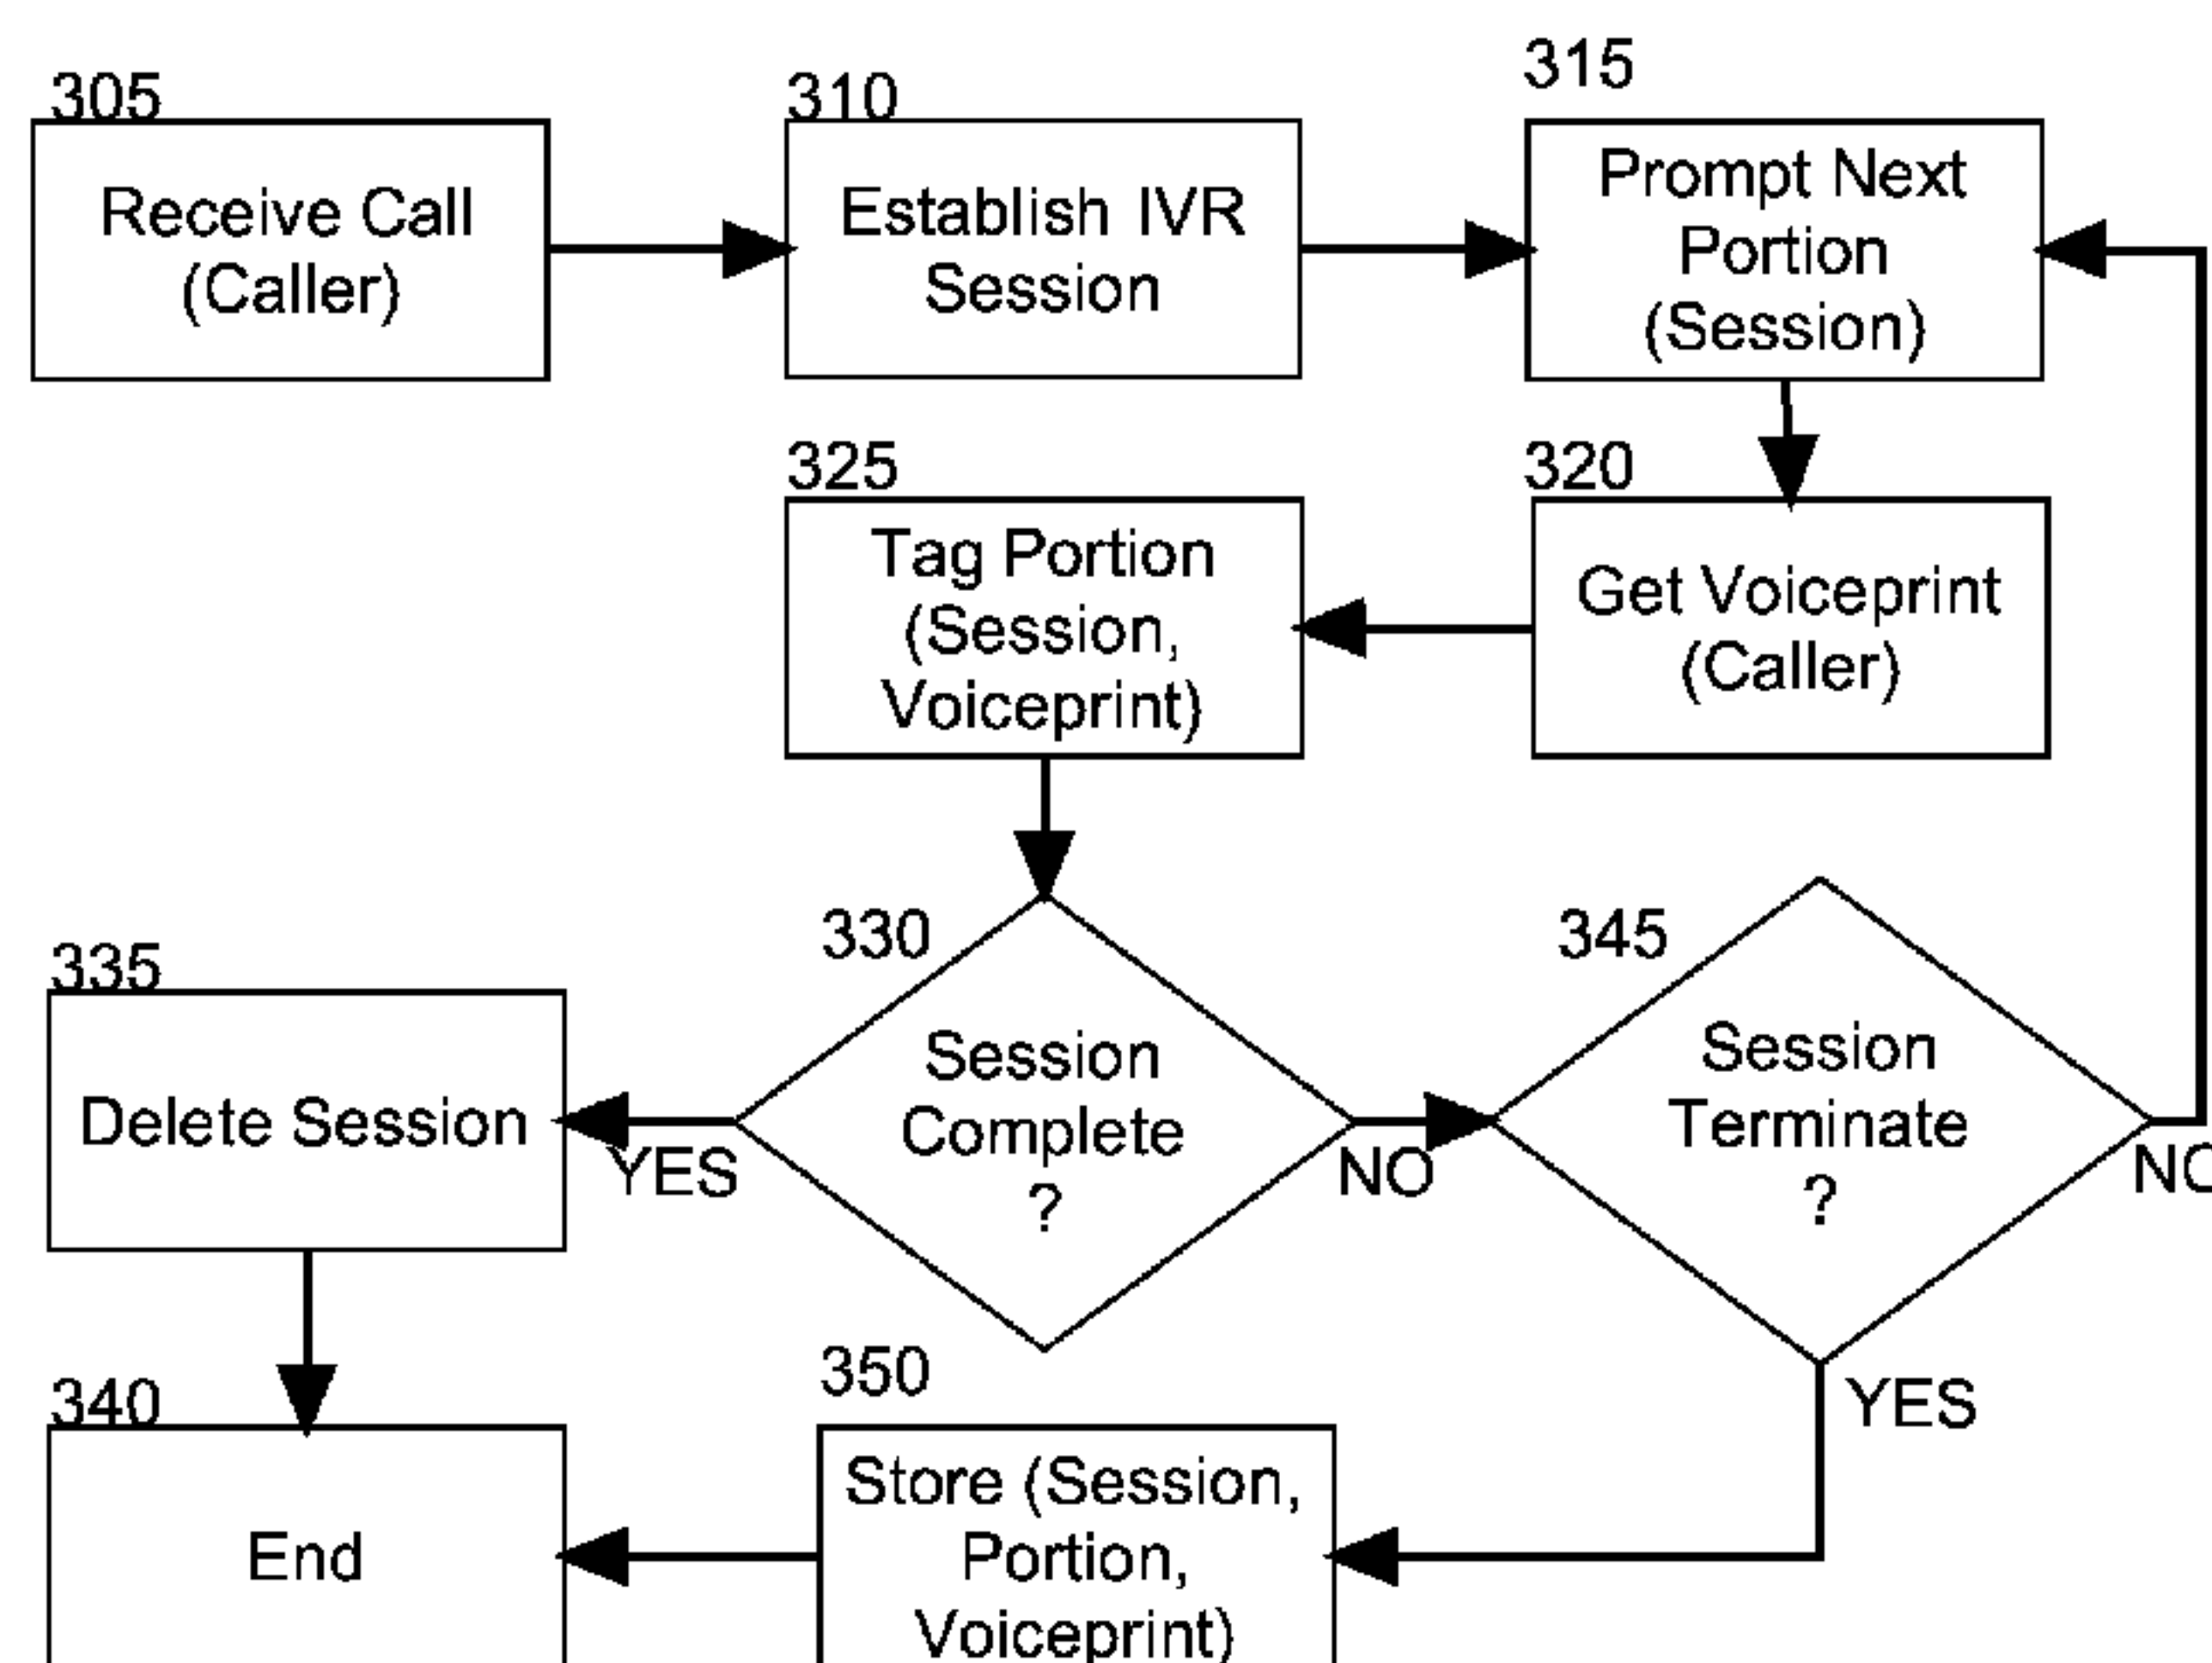 305
Receive Call
(Caller)
310
Establish IVR
Session
315
Prompt Next
Portion
(Session)
325
Tag Portion
(Session,
Voiceprint)
320
Get Voiceprint
(Caller)
330
Session
Complete
?
YES
NO
345
Session
Terminate
?
NO
YES
335
Delete Session
340
End
350
Store (Session,
Portion,
Voiceprint)